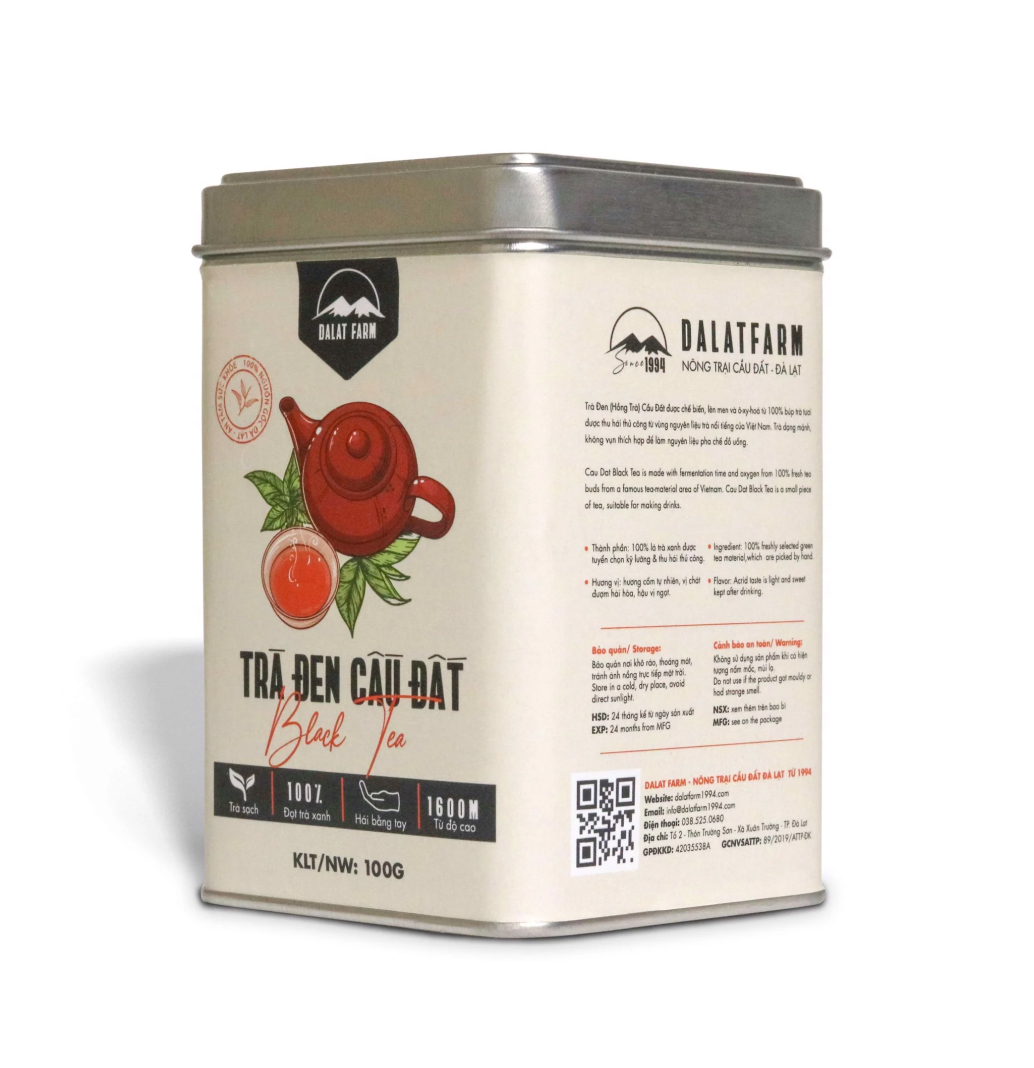 DALAT FARM
100% NGUỒN GỐC ĐÀ LẠT - AN TÂM SỨC KHỎE
TRÀ ĐEN CẦU ĐẤT
Black Tea
Trà sạch
100%
Đọt trà xanh
Hái bằng tay
1600M
Từ độ cao
KLT/NW: 100G
Since 1994
DALATFARM
NÔNG TRẠI CẦU ĐẤT - ĐÀ LẠT
Trà Đen (Hồng Trà) Cầu Đất được chế biến, lên men và ô-xy-hoá từ 100% búp trà tươi
được thu hái thủ công từ vùng nguyên liệu trà nổi tiếng của Việt Nam. Trà dạng mảnh,
không vụn thích hợp để làm nguyên liệu pha chế đồ uống.
Cau Dat Black Tea is made with fermentation time and oxygen from 100% fresh tea
buds from a famous tea-material area of Vietnam. Cau Dat Black Tea is a small piece
of tea, suitable for making drinks.
• Thành phần: 100% lá trà xanh được
tuyển chọn kỹ lưỡng & thu hái thủ công.
• Hương vị: hương cốm tự nhiên, vị chát
đượm hài hòa, hậu vị ngọt.
• Ingredient: 100% freshly selected green
tea material,which are picked by hand.
• Flavor: Acrid taste is light and sweet
kept after drinking.
Bảo quản/ Storage:
Bảo quản nơi khô ráo, thoáng mát,
tránh ánh nắng trực tiếp mặt trời.
Store in a cold, dry place, avoid
direct sunlight.
HSD: 24 tháng kể từ ngày sản xuất
EXP: 24 months from MFG
Cảnh báo an toàn/ Warning:
Không sử dụng sản phẩm khi có hiện
tượng nấm mốc, mùi lạ.
Do not use if the product got mouldy or
had strange smell.
NSX: xem thêm trên bao bì
MFG: see on the package
DALAT FARM - NÔNG TRẠI CẦU ĐẤT ĐÀ LẠT TỪ 1994
Website: dalatfarm1994.com
Email: info@dalatfarm1994.com
Điện thoại: 038.525.0680
Địa chỉ: Tổ 2 - Thôn Trường Sơn - Xã Xuân Trường - TP. Đà Lạt
GPĐKKD: 42035538A GCNVSATTP: 89/2019/ATTP-ĐK